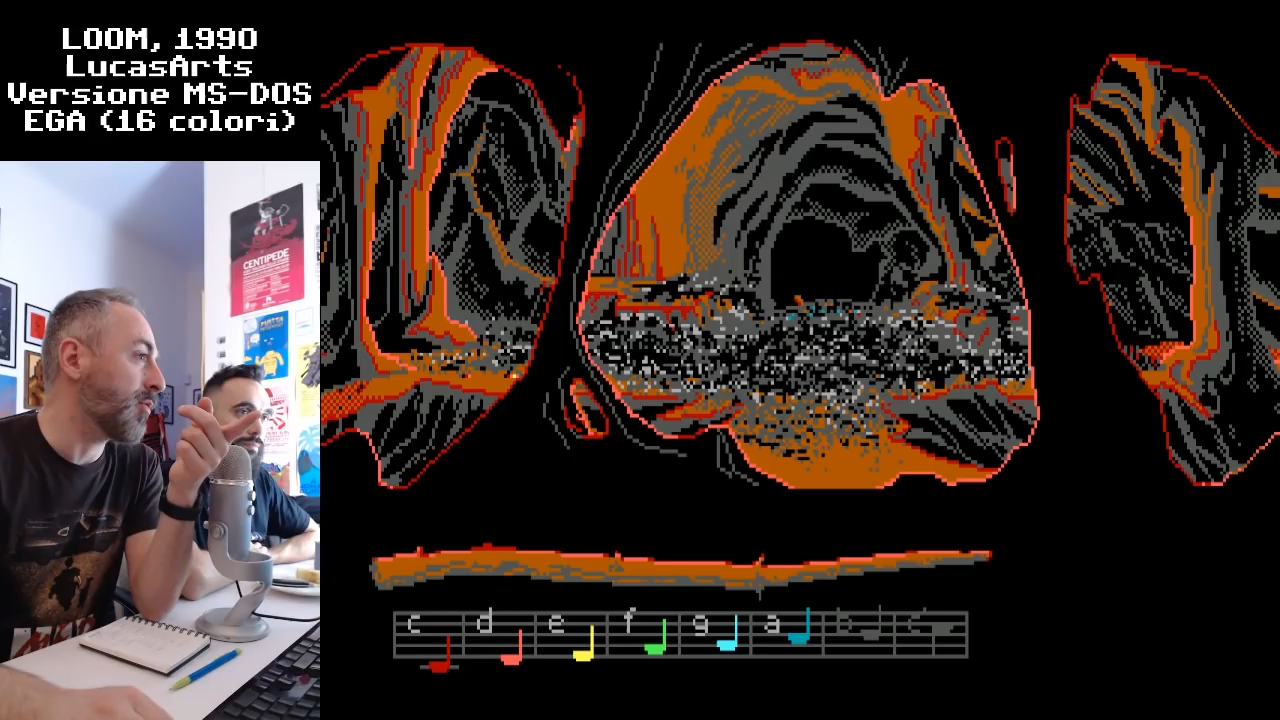 LOOM, 1990
LucasArts
Versione MS-DOS
EGA (16 colori)
CENTIPEDE
c d e f g a b c'